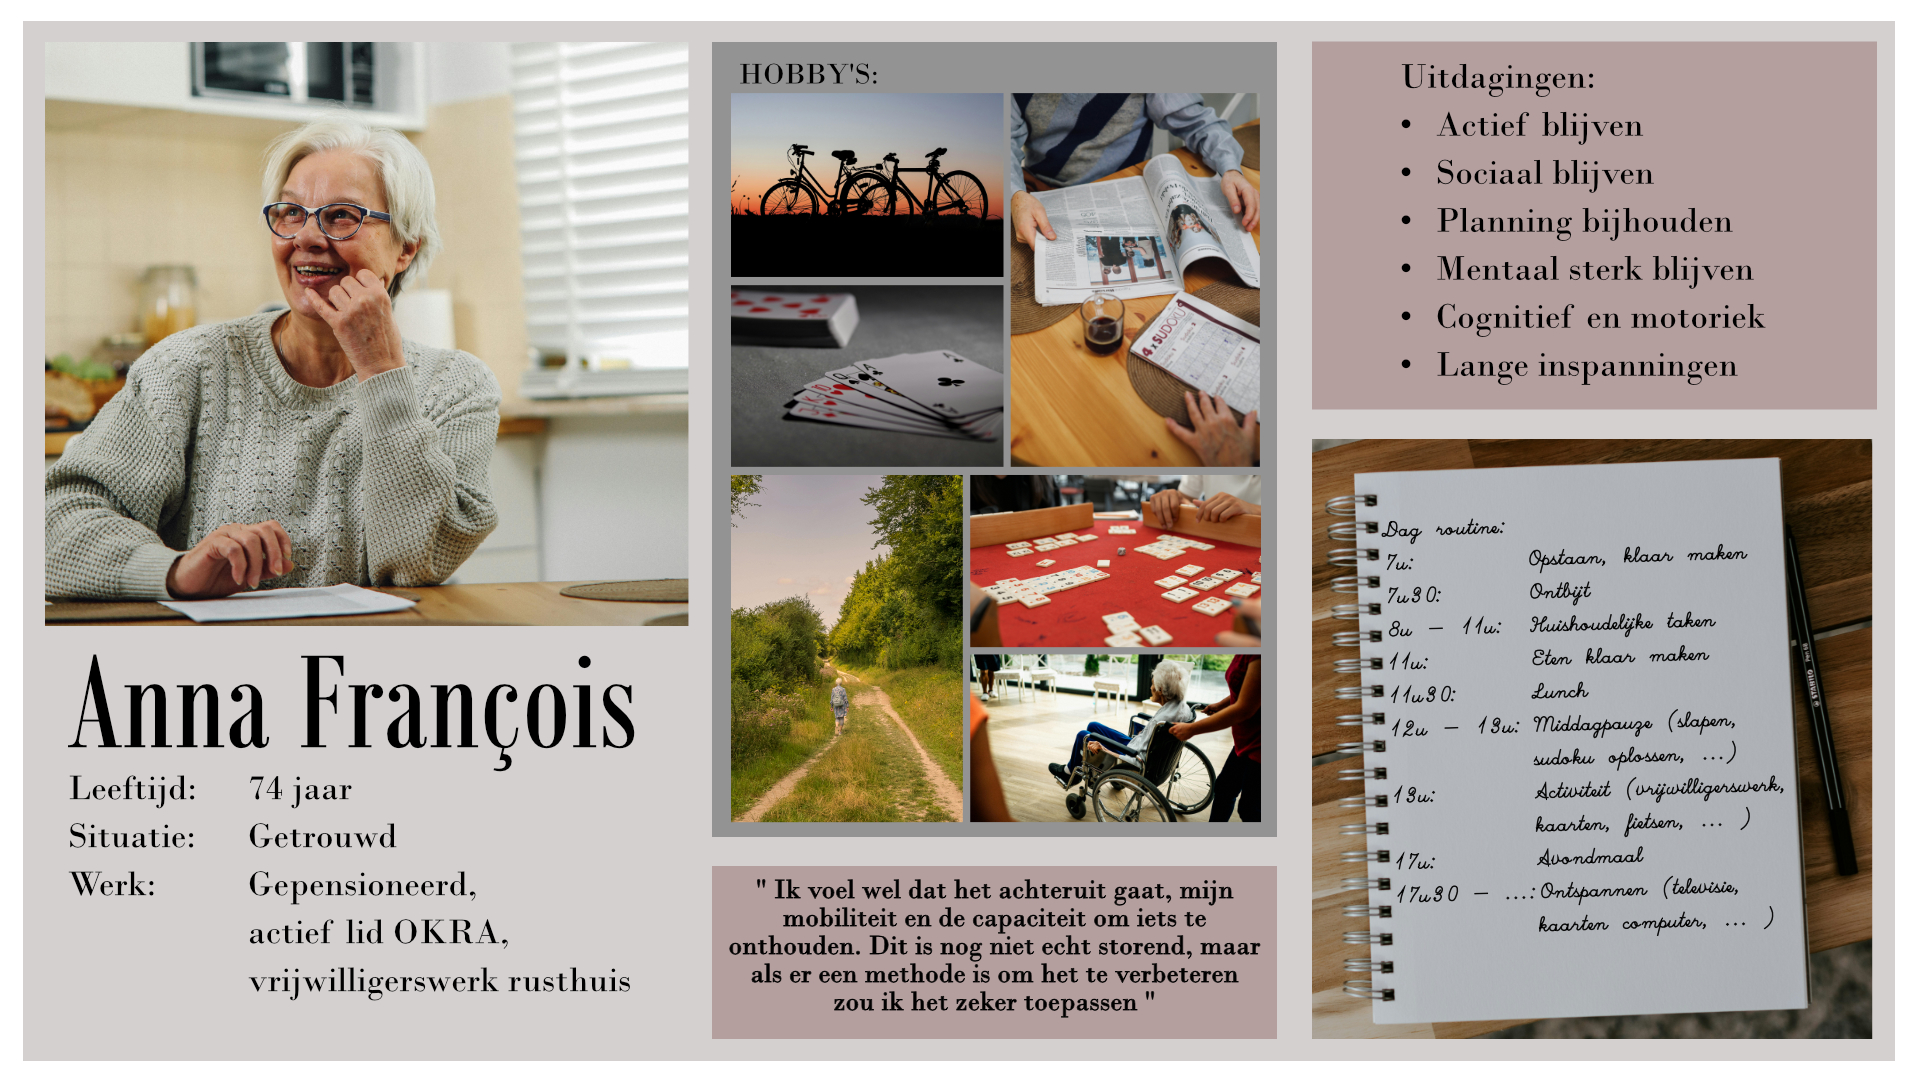 Anna François
Leeftijd: 74 jaar
Situatie: Getrouwd
Werk: Gepensioneerd,
actief lid OKRA,
vrijwilligerswerk rusthuis
HOBBY'S:
4 x SUDOKU
" Ik voel wel dat het achteruit gaat, mijn
mobiliteit en de capaciteit om iets te
onthouden. Dit is nog niet echt storend, maar
als er een methode is om het te verbeteren
zou ik het zeker toepassen "
Uitdagingen:
• Actief blijven
• Sociaal blijven
• Planning bijhouden
• Mentaal sterk blijven
• Cognitief en motoriek
• Lange inspanningen
Dag routine:
7u: Opstaan, klaar maken
7u30: Ontbijt
8u - 11u: Huishoudelijke taken
11u: Eten klaar maken
11u30: Lunch
12u - 13u: Middagpauze (slapen,
sudoku oplossen, ...)
13u: Activiteit (vrijwilligerswerk,
kaarten, fietsen, ... )
17u: Avondmaal
17u30 - ...: Ontspannen (televisie,
kaarten computer, ... )
STABILO